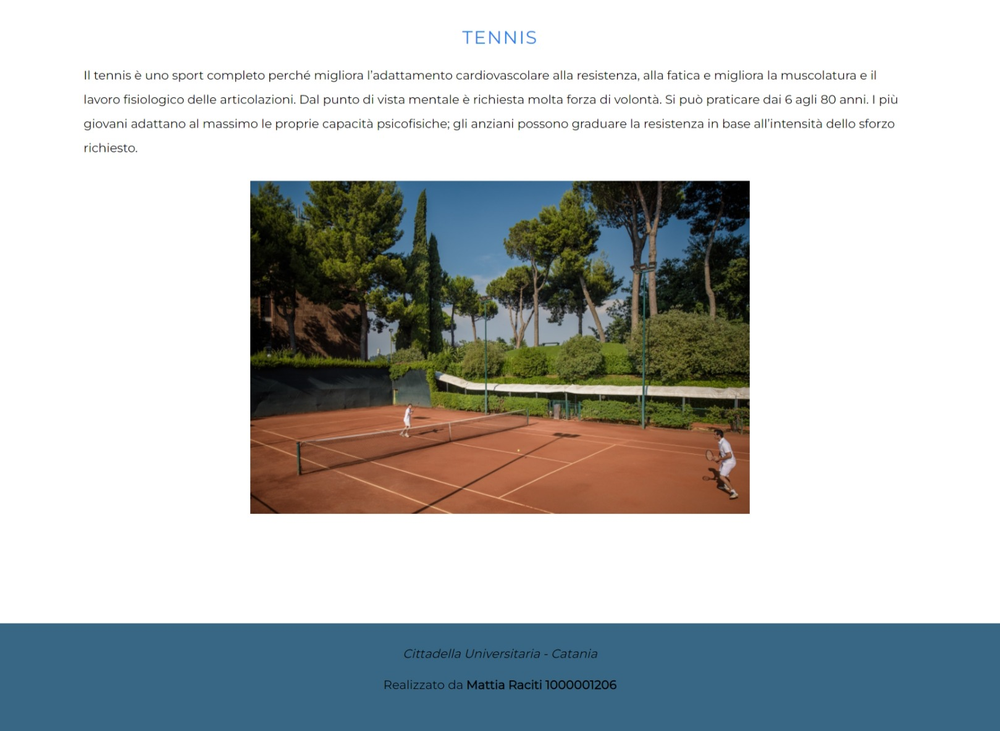 TENNIS
Il tennis è uno sport completo perché migliora l’adattamento cardiovascolare alla resistenza, alla fatica e migliora la muscolatura e il
lavoro fisiologico delle articolazioni. Dal punto di vista mentale è richiesta molta forza di volontà. Si può praticare dai 6 agli 80 anni. I più
giovani adattano al massimo le proprie capacità psicofisiche; gli anziani possono graduare la resistenza in base all’intensità dello sforzo
richiesto.
Cittadella Universitaria - Catania
Realizzato da Mattia Raciti 1000001206